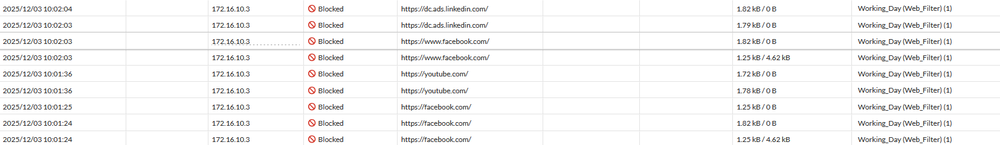 2025/12/03 10:02:04 172.16.10.3 Blocked https://dc.ads.linkedin.com/ 1.82 kB / 0 B Working_Day (Web_Filter) (1)
2025/12/03 10:02:03 172.16.10.3 Blocked https://dc.ads.linkedin.com/ 1.79 kB / 0 B Working_Day (Web_Filter) (1)
2025/12/03 10:02:03 172.16.10.3 Blocked https://www.facebook.com/ 1.82 kB / 0 B Working_Day (Web_Filter) (1)
2025/12/03 10:02:03 172.16.10.3 Blocked https://www.facebook.com/ 1.25 kB / 4.62 kB Working_Day (Web_Filter) (1)
2025/12/03 10:01:36 172.16.10.3 Blocked https://youtube.com/ 1.72 kB / 0 B Working_Day (Web_Filter) (1)
2025/12/03 10:01:36 172.16.10.3 Blocked https://youtube.com/ 1.78 kB / 0 B Working_Day (Web_Filter) (1)
2025/12/03 10:01:25 172.16.10.3 Blocked https://facebook.com/ 1.25 kB / 0 B Working_Day (Web_Filter) (1)
2025/12/03 10:01:24 172.16.10.3 Blocked https://facebook.com/ 1.82 kB / 0 B Working_Day (Web_Filter) (1)
2025/12/03 10:01:24 172.16.10.3 Blocked https://facebook.com/ 1.25 kB / 4.62 kB Working_Day (Web_Filter) (1)